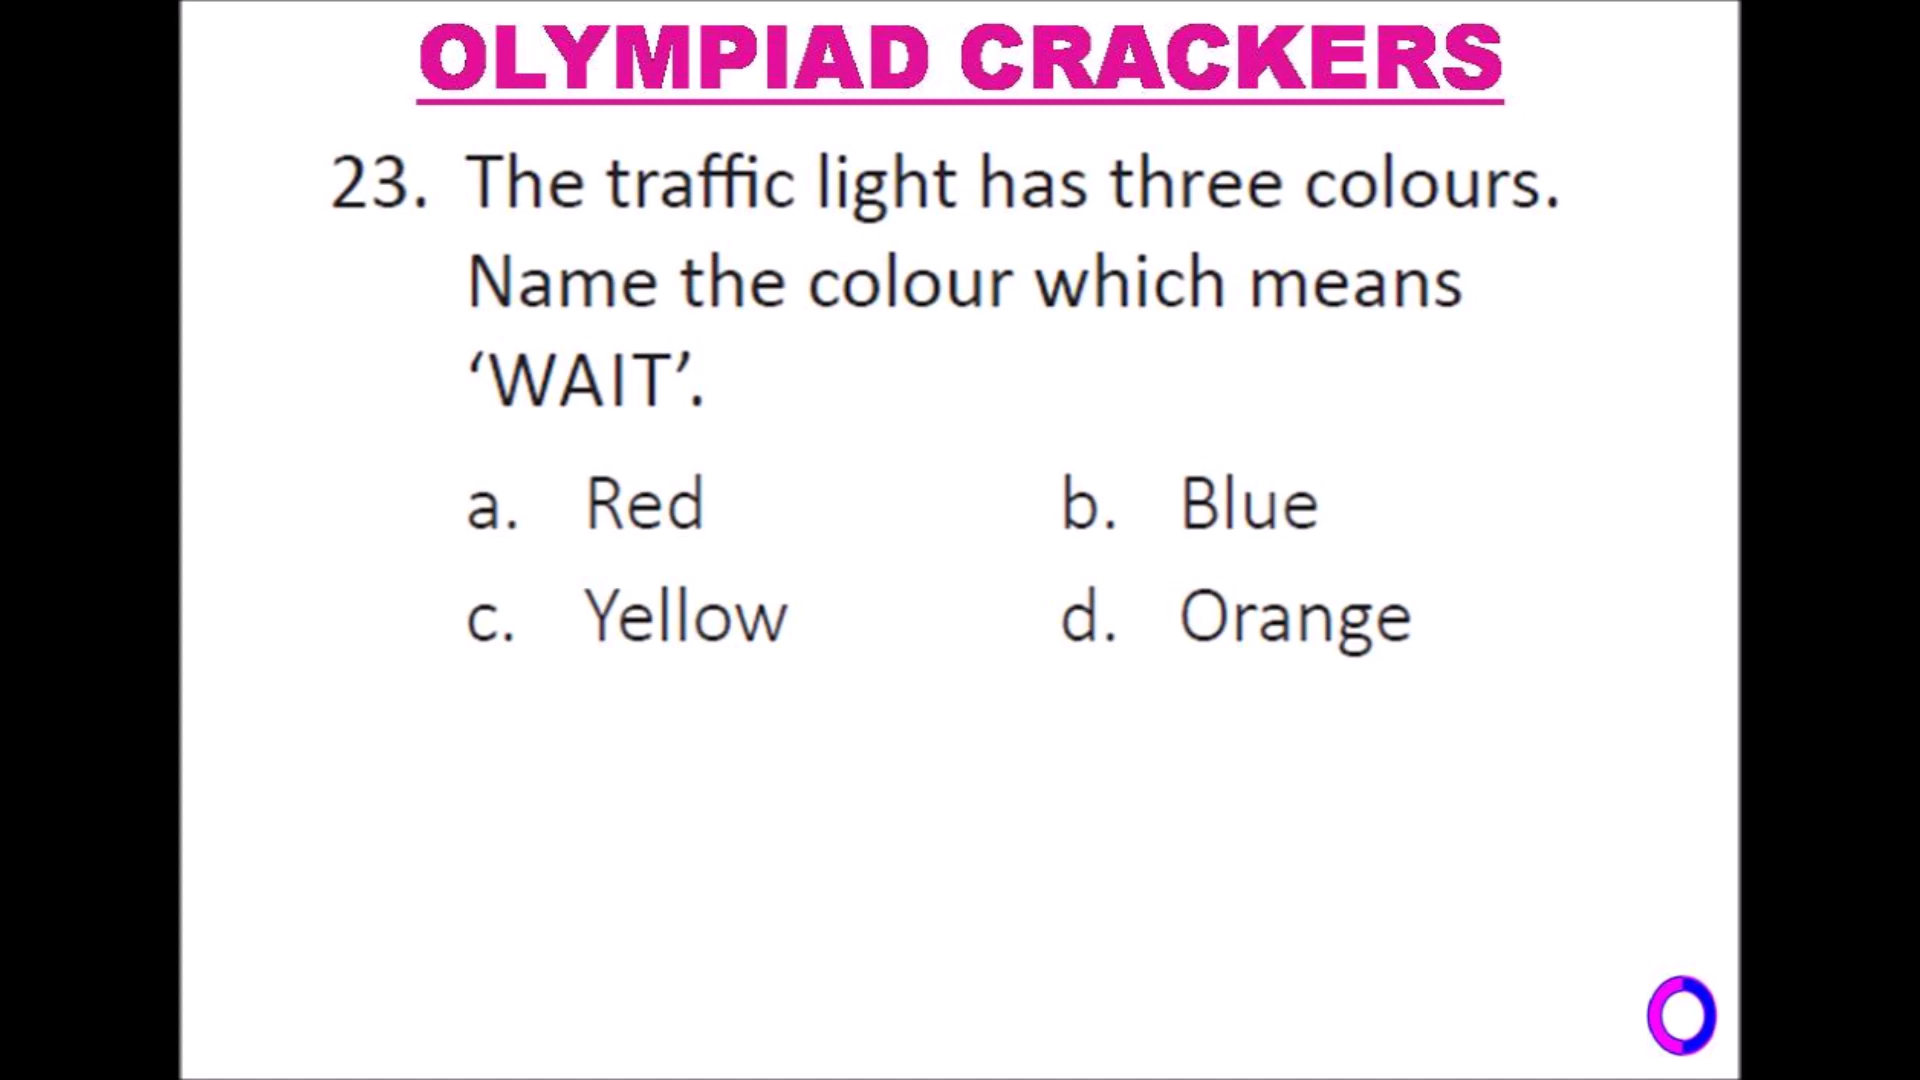 OLYMPIAD CRACKERS
23. The traffic light has three colours.
Name the colour which means
‘WAIT’.
a. Red b. Blue
c. Yellow d. Orange